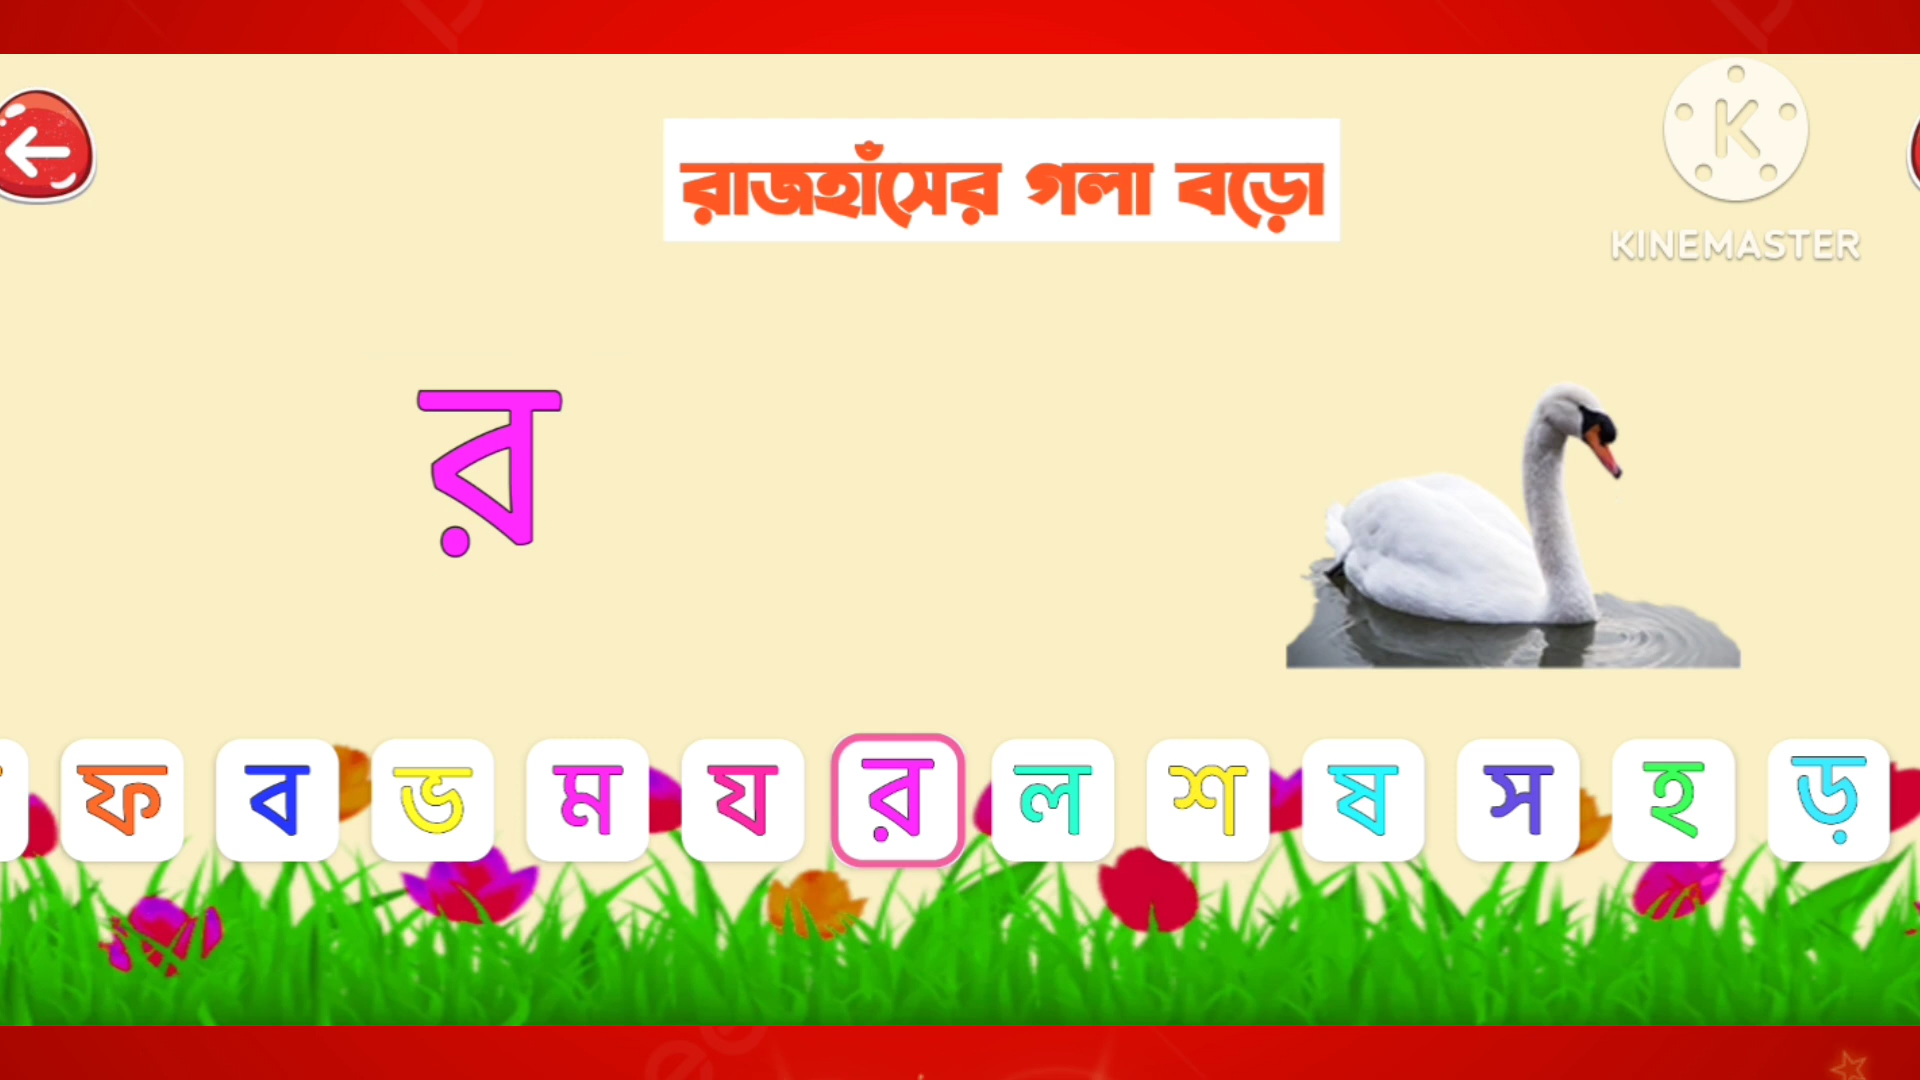 রাজহাঁসের গলা বড়ো
K
KINEMASTER
র
ফ ব ভ ম য র ল শ ষ স হ ড়